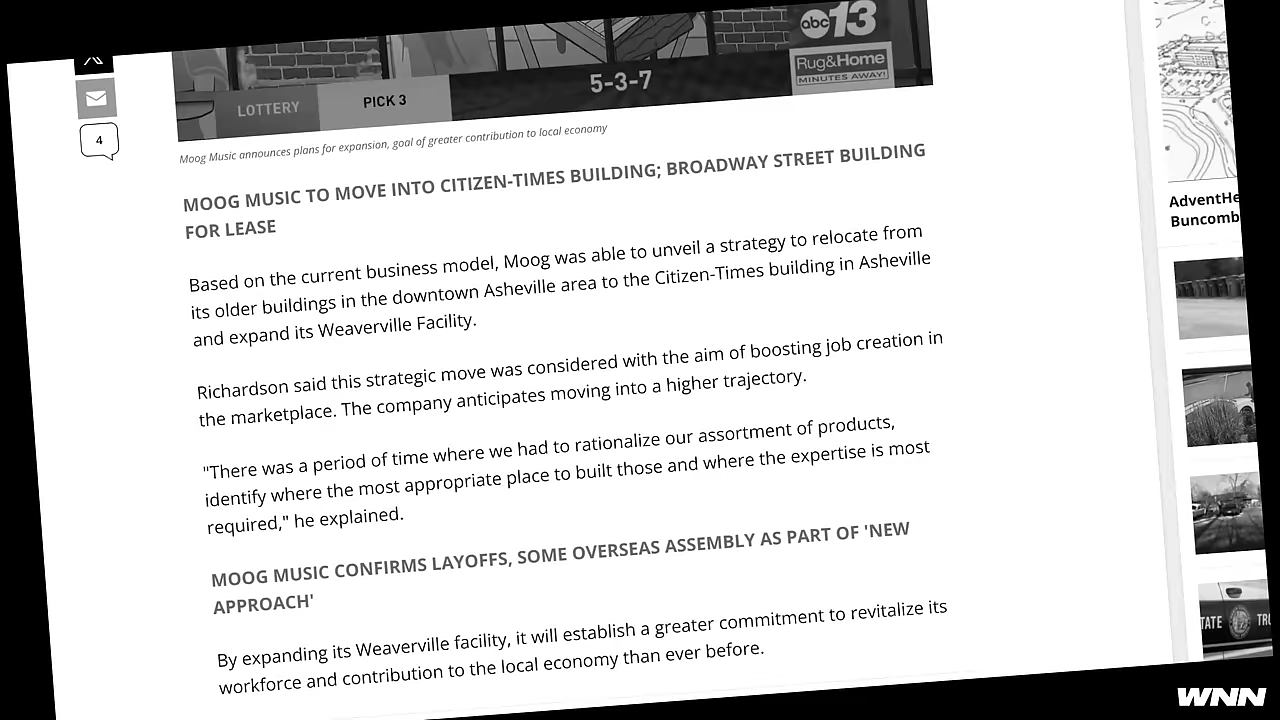 abc 13
Rug&Home
MINUTES AWAY!
LOTTERY
PICK 3
5-3-7
4
Moog Music announces plans for expansion, goal of greater contribution to local economy
MOOG MUSIC TO MOVE INTO CITIZEN-TIMES BUILDING; BROADWAY STREET BUILDING
FOR LEASE
Based on the current business model, Moog was able to unveil a strategy to relocate from
its older buildings in the downtown Asheville area to the Citizen-Times building in Asheville
and expand its Weaverville Facility.
Richardson said this strategic move was considered with the aim of boosting job creation in
the marketplace. The company anticipates moving into a higher trajectory.
"There was a period of time where we had to rationalize our assortment of products,
identify where the most appropriate place to built those and where the expertise is most
required," he explained.
MOOG MUSIC CONFIRMS LAYOFFS, SOME OVERSEAS ASSEMBLY AS PART OF 'NEW
APPROACH'
By expanding its Weaverville facility, it will establish a greater commitment to revitalize its
workforce and contribution to the local economy than ever before.
AdventHe
Buncomb
TATE
TRO
WNN